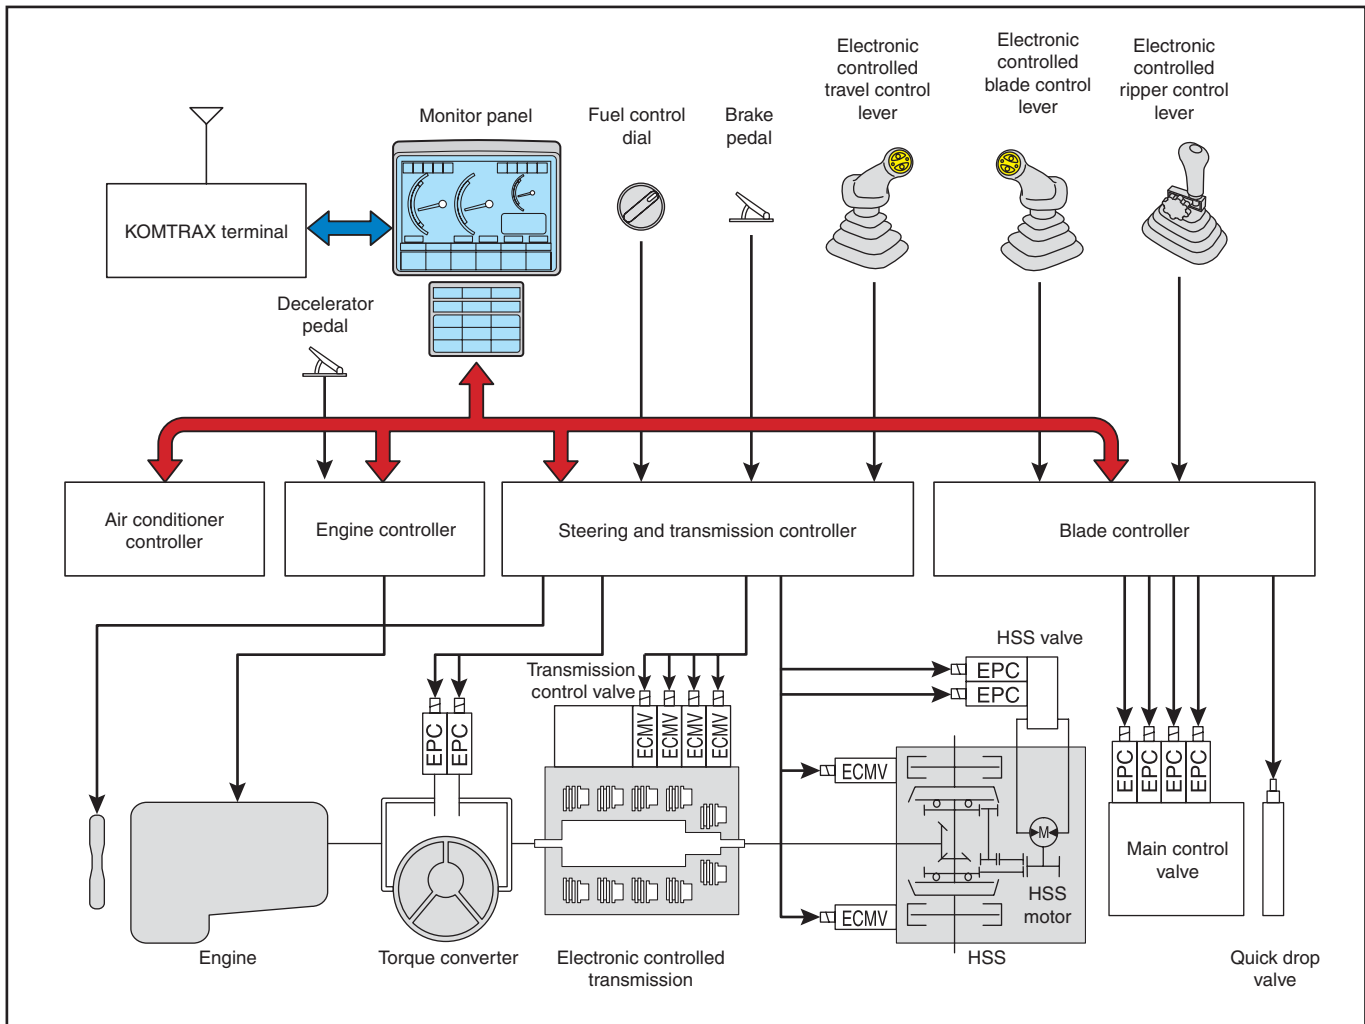 Electronic
controlled
travel control
lever
Electronic
controlled
blade control
lever
Electronic
controlled
ripper control
lever
Monitor panel
Fuel control
dial
Brake
pedal
KOMTRAX terminal
Decelerator
pedal
Air conditioner
controller
Engine controller
Steering and transmission controller
Blade controller
HSS valve
EPC
EPC
Transmission
control valve
ECMV
ECMV
ECMV
ECMV
EPC
EPC
EPC
EPC
EPC
EPC
ECMV
M
Main control
valve
HSS
motor
ECMV
Engine
Torque converter
Electronic controlled
transmission
HSS
Quick drop
valve